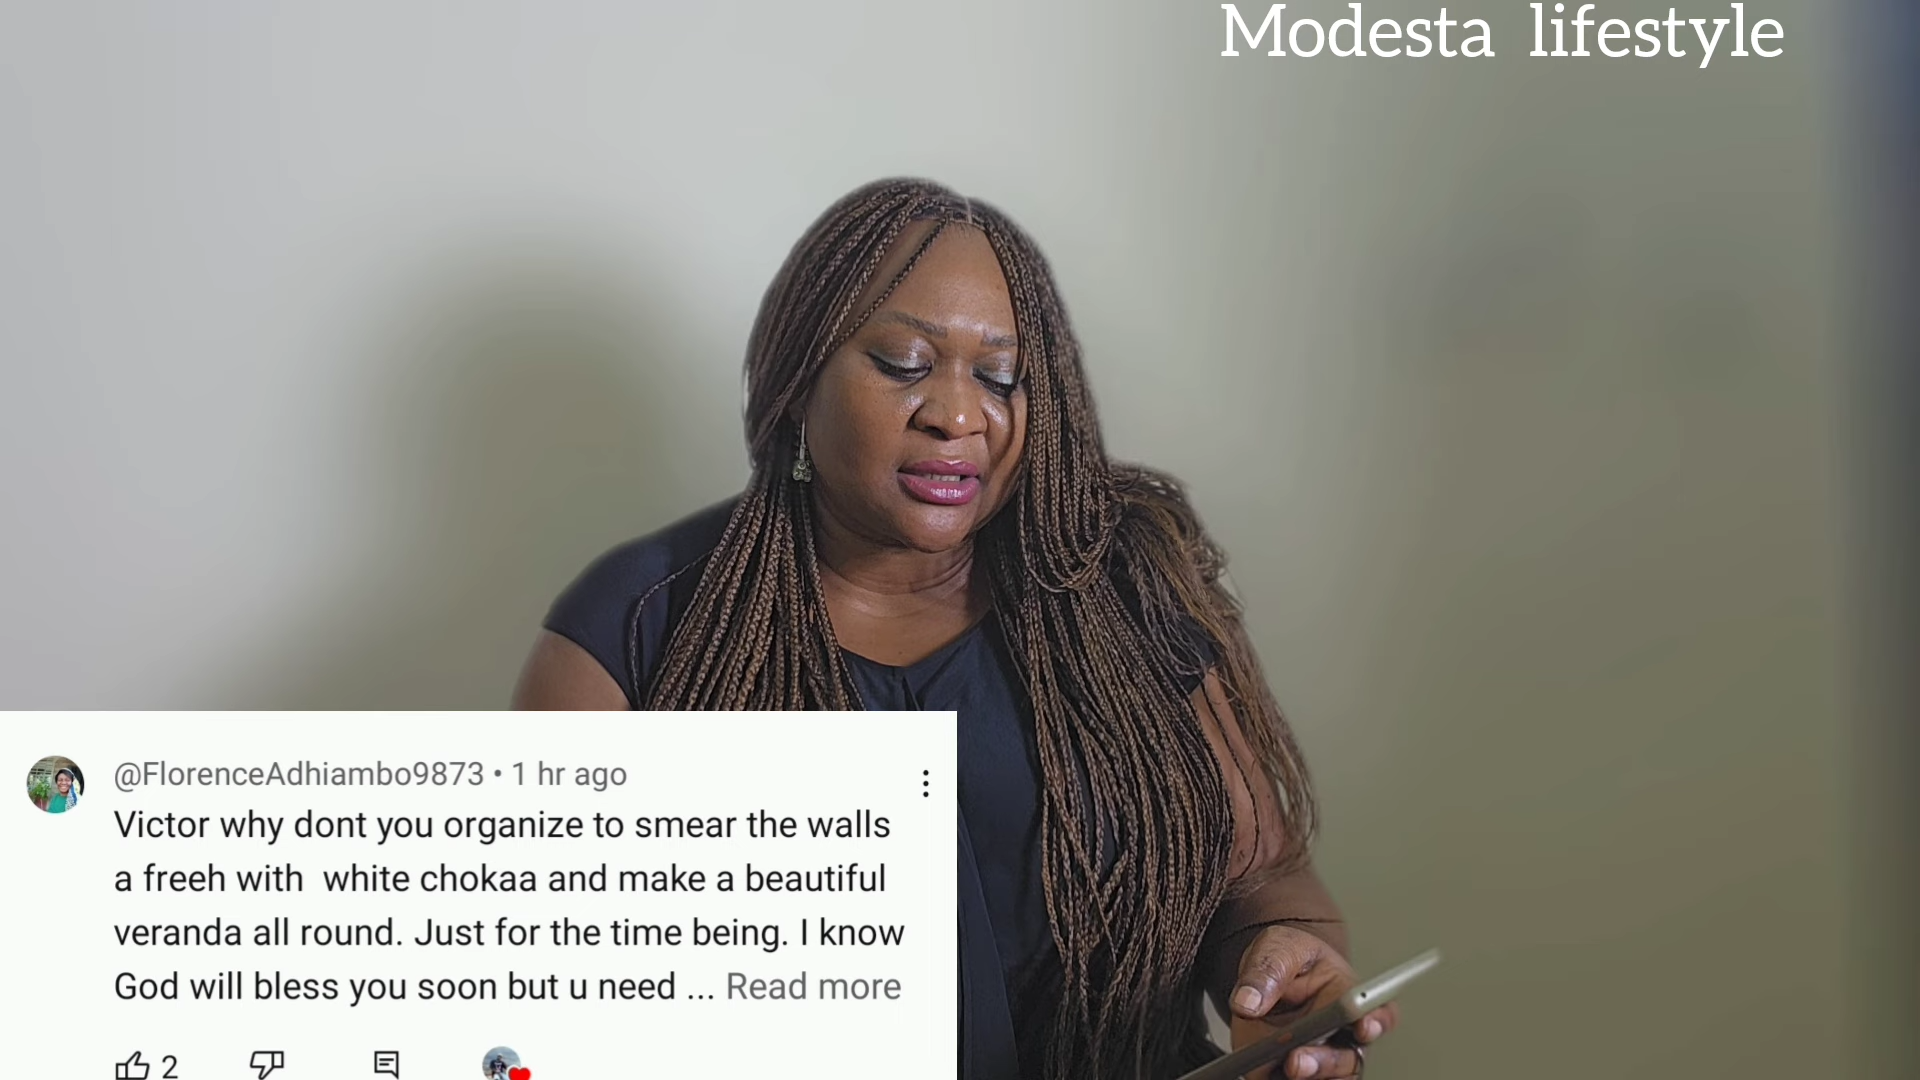 Modesta lifestyle
@FlorenceAdhiambo9873 • 1 hr ago
Victor why dont you organize to smear the walls
a freeh with white chokaa and make a beautiful
veranda all round. Just for the time being. I know
God will bless you soon but u need ... Read more
2